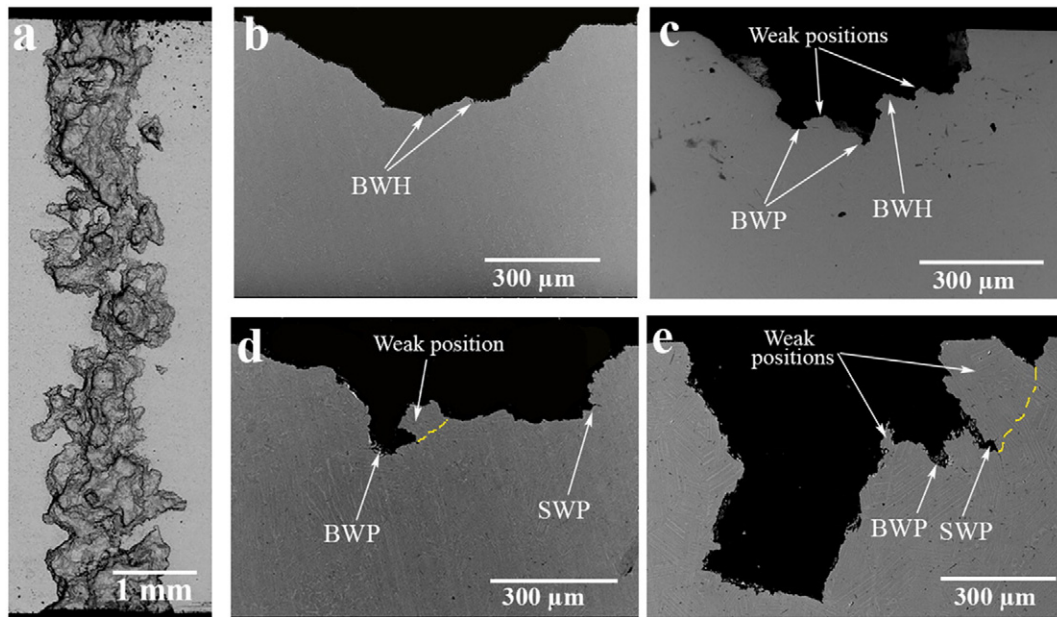 a
1 mm
b
BWH
300 µm
c
Weak positions
BWP
BWH
300 µm
d
Weak position
BWP
SWP
300 µm
e
Weak
positions
BWP
SWP
300 µm